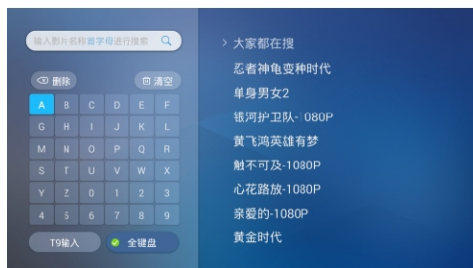 输入影片名称首字母进行搜索
删除 清空
A B C D E F
G H I J K L
M N O P Q R
S T U V W X
Y Z 0 1 2 3
4 5 6 7 8 9
T9输入 全键盘
> 大家都在搜
忍者神龟变种时代
单身男女2
银河护卫队-1080P
黄飞鸿英雄有梦
触不可及-1080P
心花路放-1080P
亲爱的-1080P
黄金时代